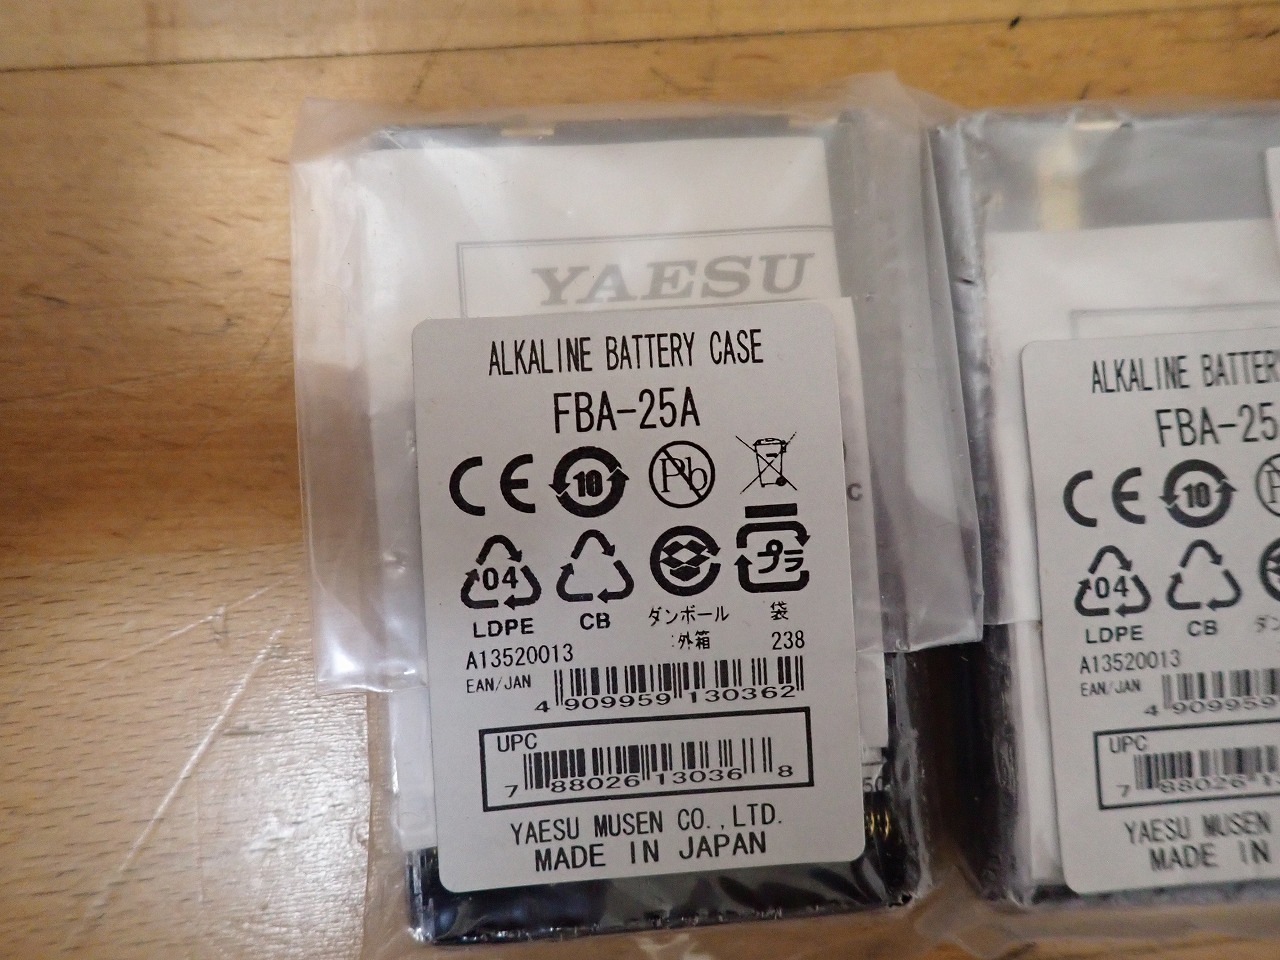 YAESU
ALKALINE BATTERY CASE
FBA-25A
CE 10 Pb
04
LDPE
CB
ダンボール
外箱
プラ
袋
A13520013
238
EAN/JAN
4 909959 130362
UPC
7 88026 13036 8
YAESU MUSEN CO.,LTD.
MADE IN JAPAN
C
ALKALINE BATTER
FBA-25
CE 10
04
LDPE
CB
A13520013
EAN/JAN
4 909959
UPC
7 88026
YAESU MUSEN
MADE IN